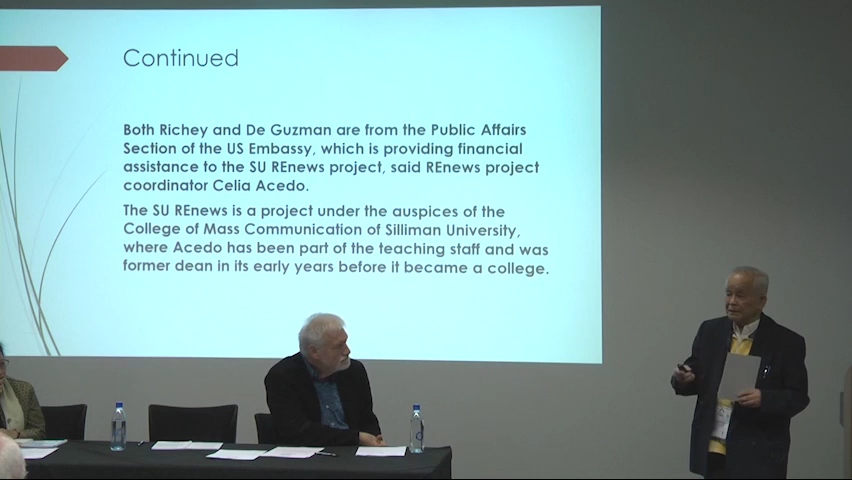 Continued
Both Richey and De Guzman are from the Public Affairs
Section of the US Embassy, which is providing financial
assistance to the SU REnews project, said REnews project
coordinator Celia Acedo.
The SU REnews is a project under the auspices of the
College of Mass Communication of Silliman University,
where Acedo has been part of the teaching staff and was
former dean in its early years before it became a college.